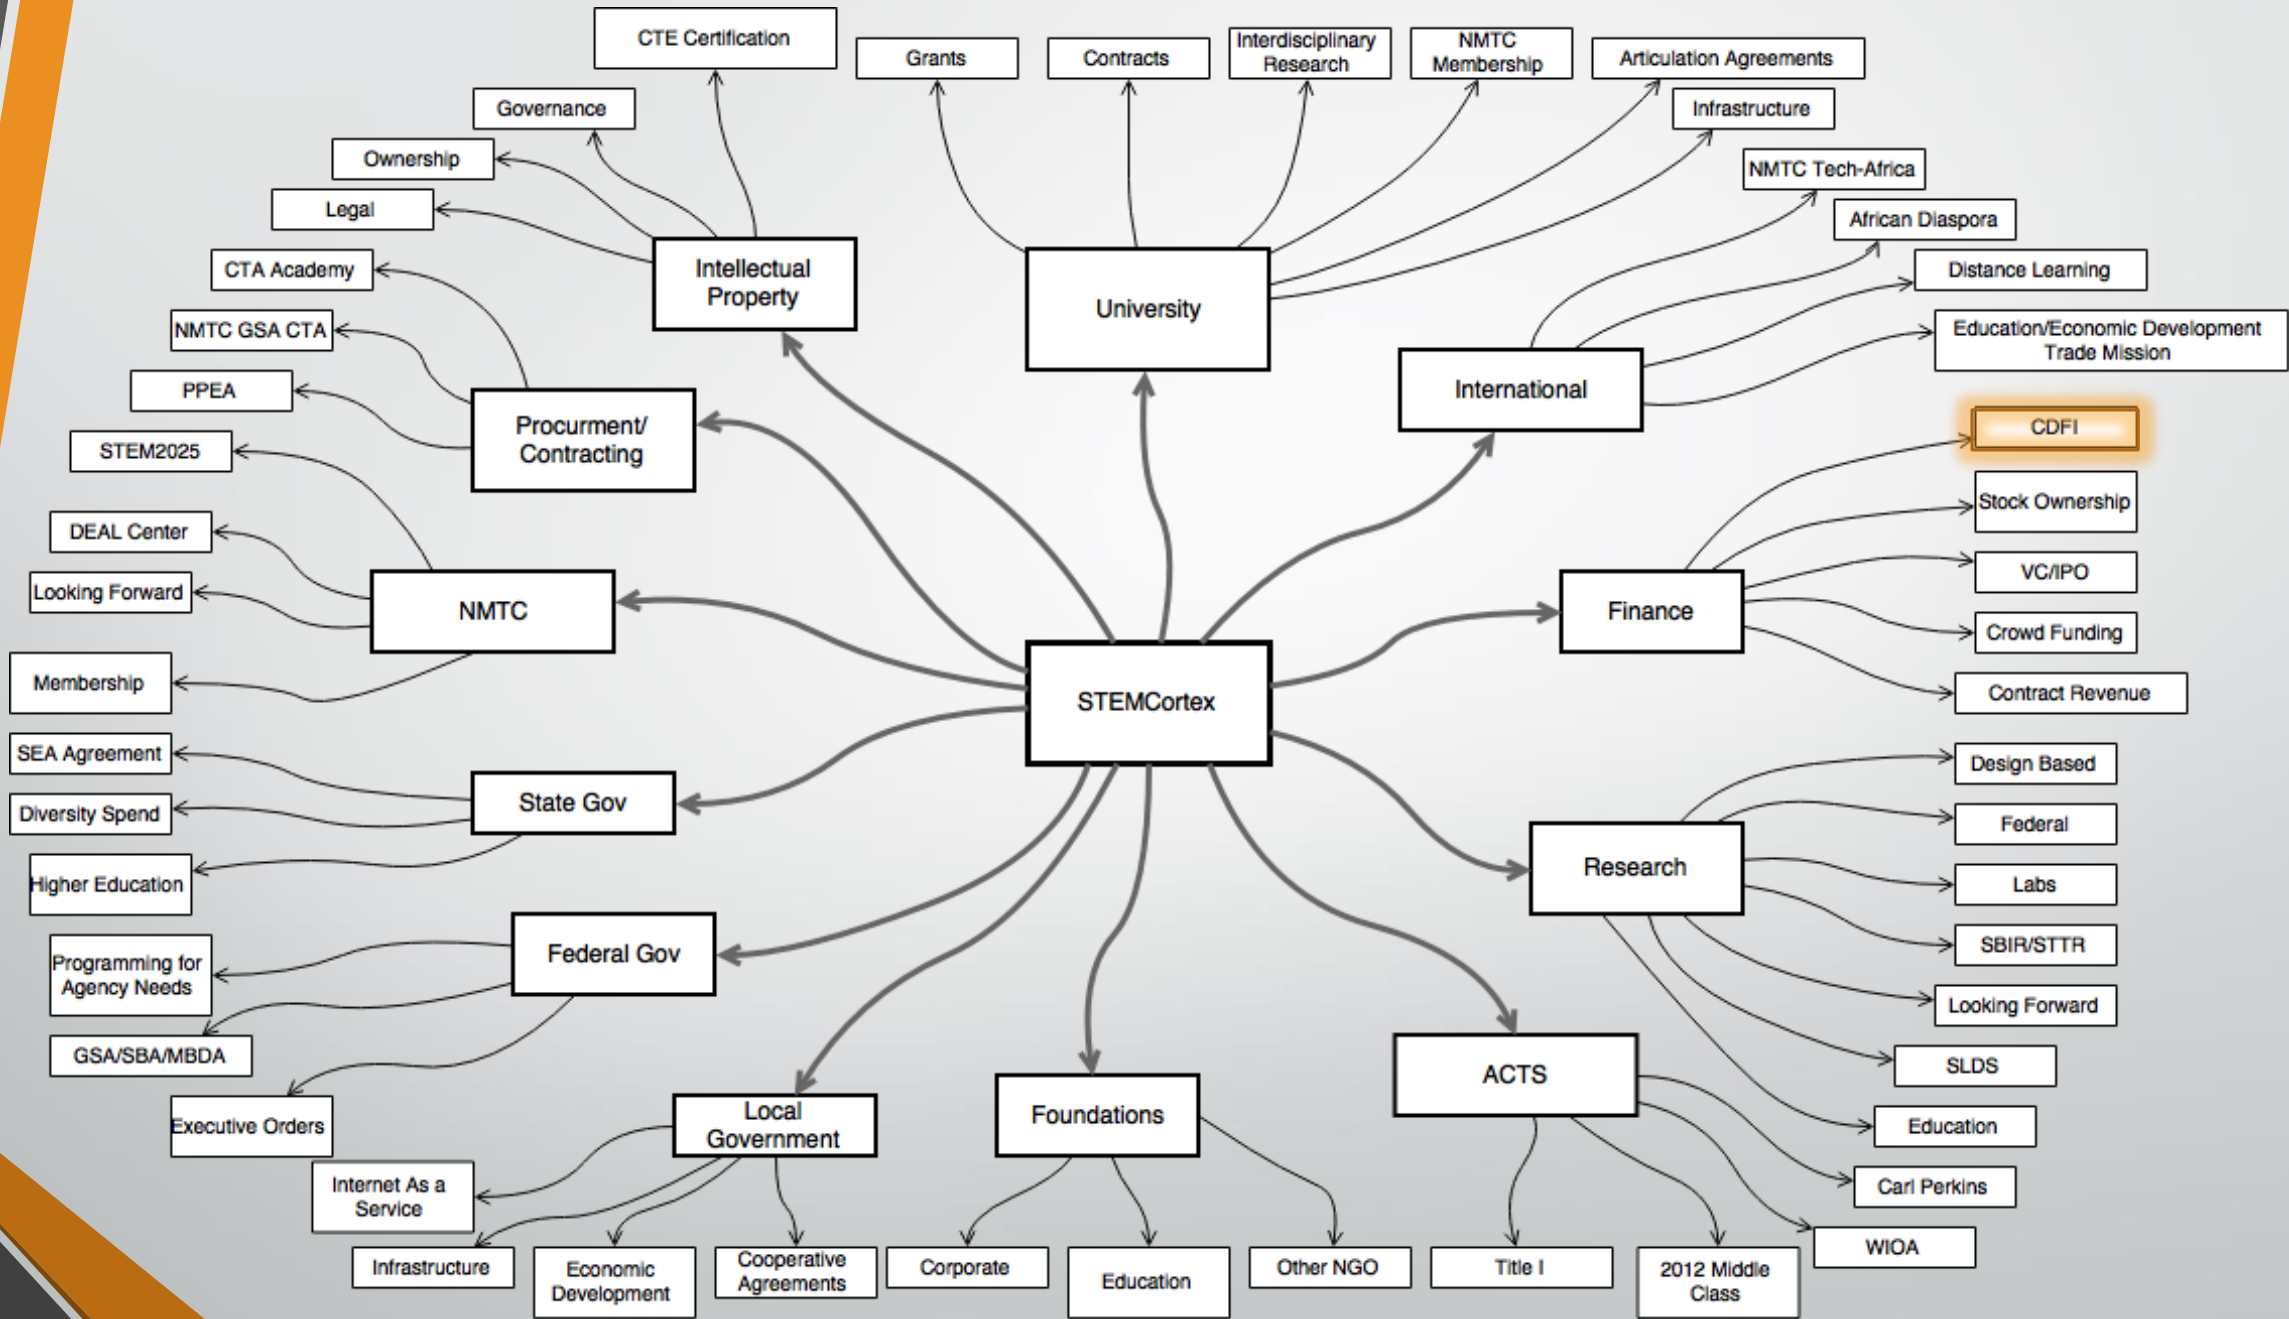 CTE Certification
Grants
Contracts
Interdisciplinary
Research
NMTC
Membership
Articulation Agreements
Governance
Infrastructure
Ownership
NMTC Tech-Africa
Legal
African Diaspora
CTA Academy
Intellectual
Property
University
Distance Learning
NMTC GSA CTA
Education/Economic Development
Trade Mission
PPEA
Procurment/
Contracting
International
CDFI
STEM2025
Stock Ownership
DEAL Center
VC/IPO
Looking Forward
NMTC
Finance
Crowd Funding
Membership
STEMCortex
Contract Revenue
SEA Agreement
Design Based
Diversity Spend
State Gov
Federal
Higher Education
Research
Labs
Programming for
Agency Needs
Federal Gov
SBIR/STTR
Looking Forward
GSA/SBA/MBDA
ACTS
SLDS
Executive Orders
Local
Government
Foundations
Education
Internet As a
Service
Carl Perkins
WIOA
Infrastructure
Economic
Development
Cooperative
Agreements
Corporate
Education
Other NGO
Title I
2012 Middle
Class